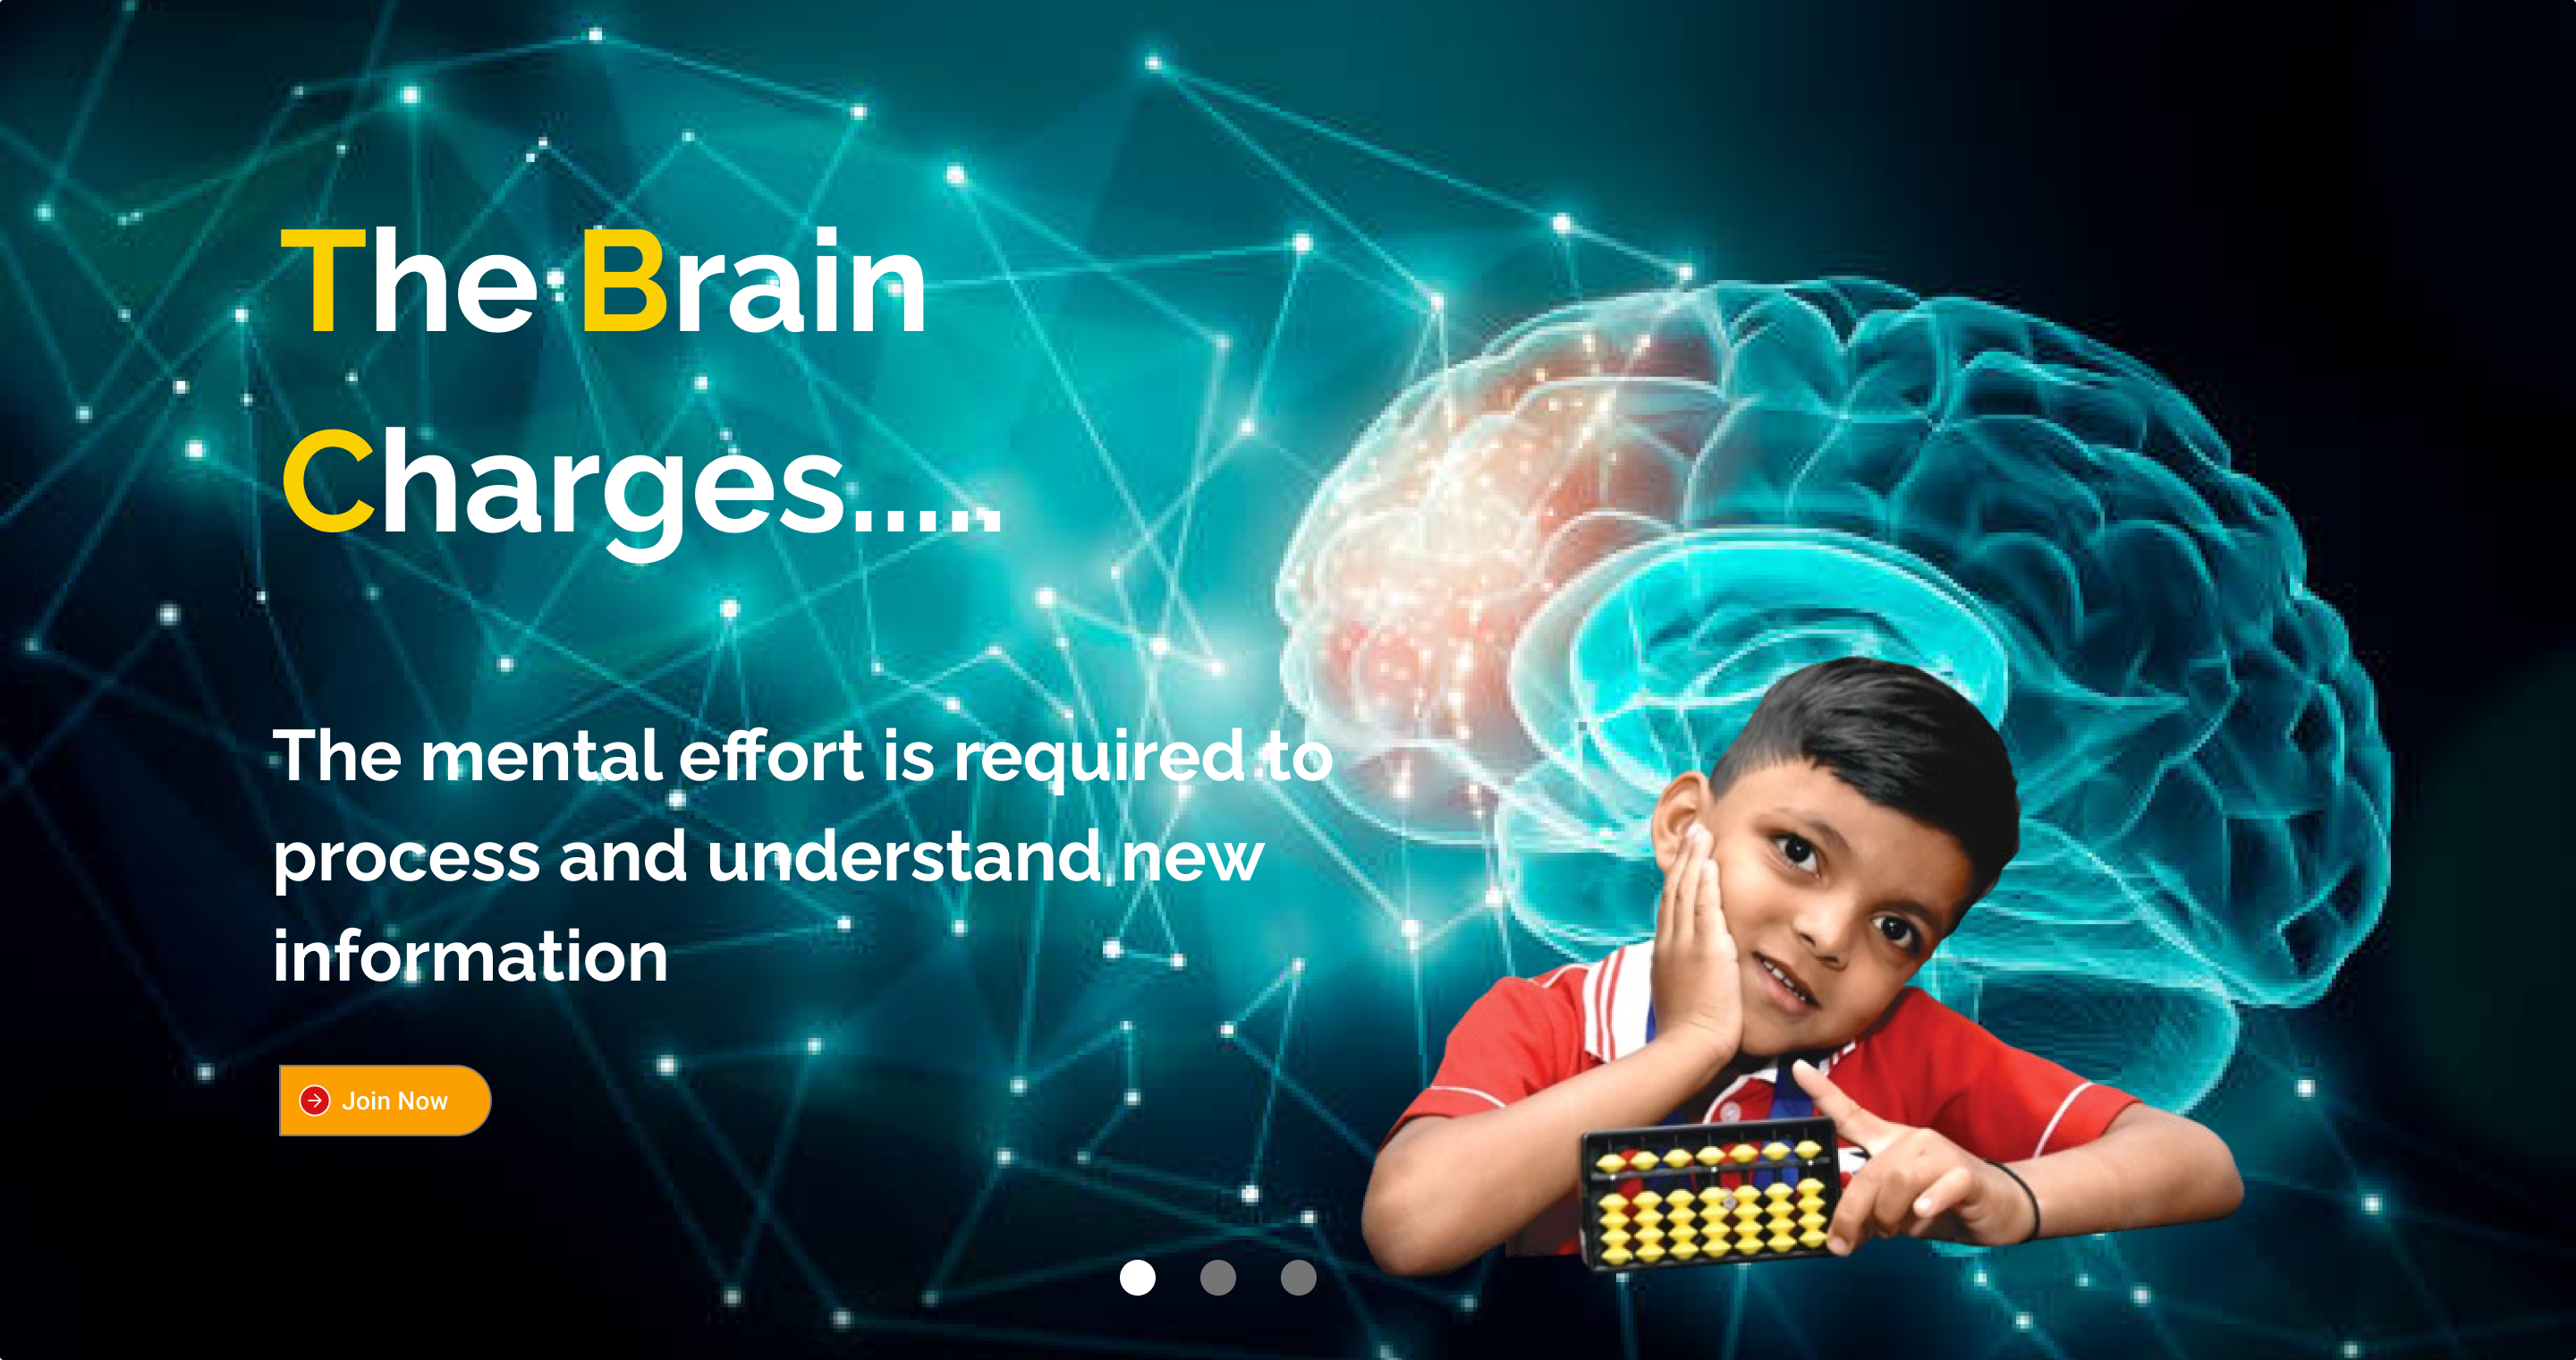 The Brain
Charges.....
The mental effort is required to
process and understand new
information
Join Now